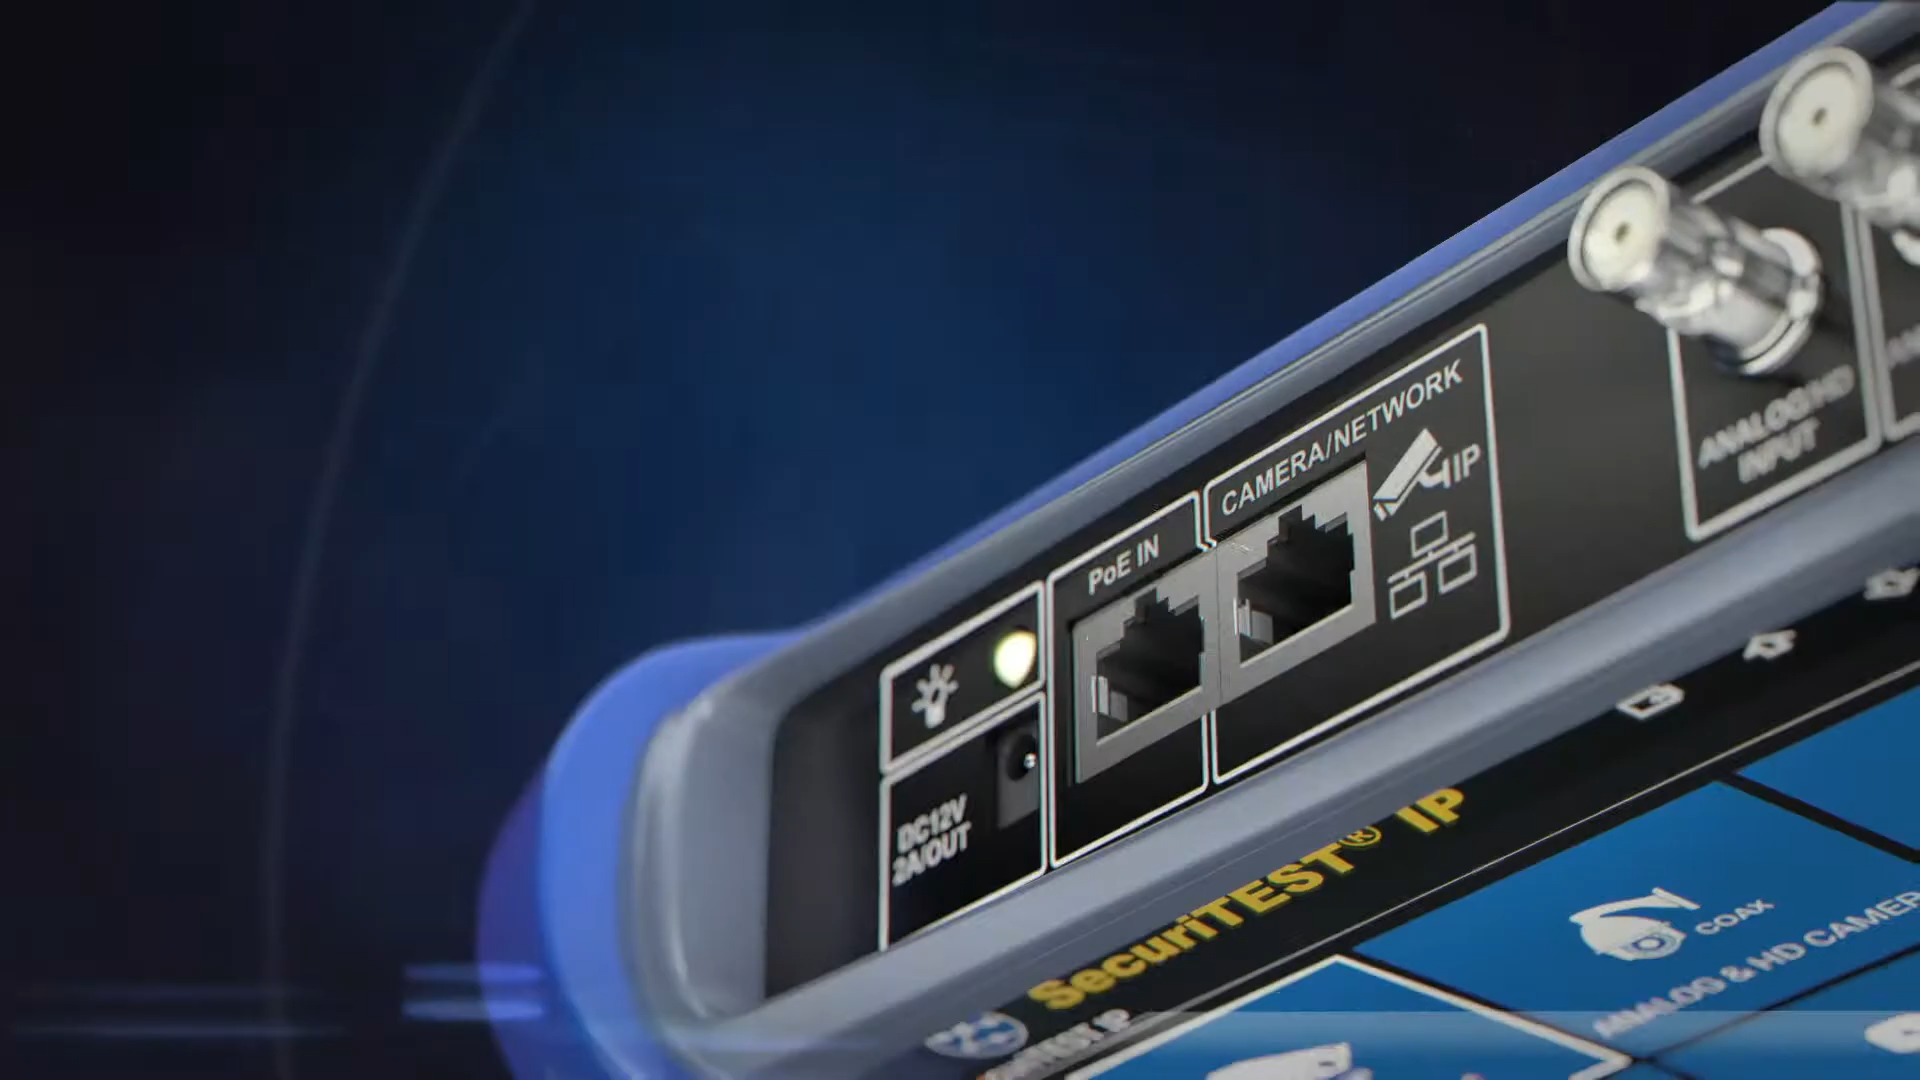 CAMERA/NETWORK
IP
PoE IN
ANALOG/HD
INPUT
DC12V
2A/OUT
SecuriTEST® IP
COAX
ANALOG & HD CAMER